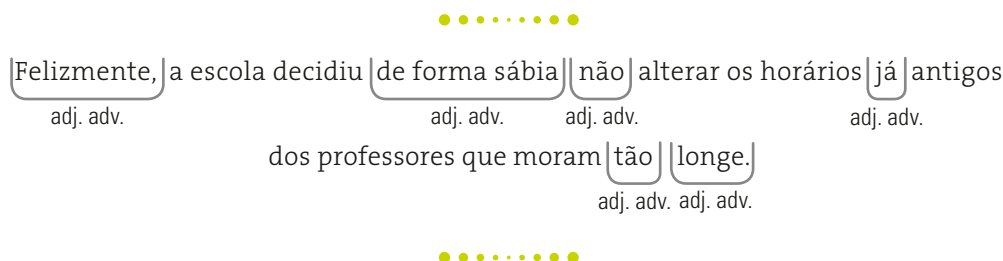 Felizmente, a escola decidiu de forma sábia não alterar os horários já antigos
adj. adv. adj. adv. adj. adv. adj. adv.
dos professores que moram tão longe.
adj. adv. adj. adv.